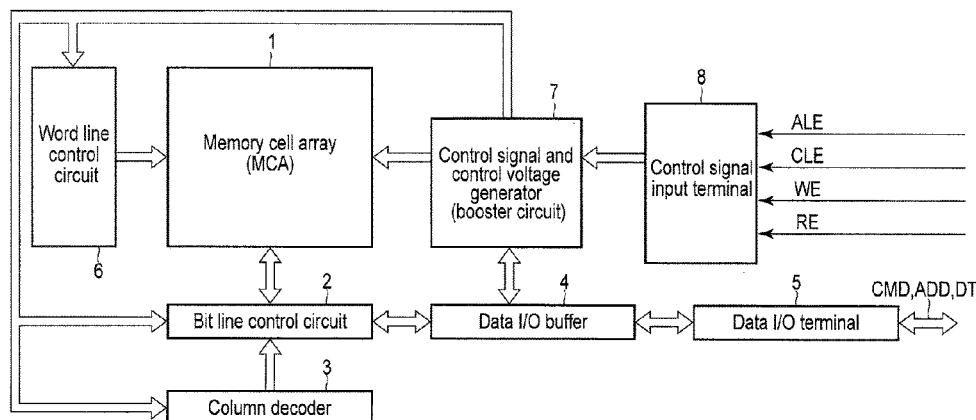 1
Memory cell array
(MCA)
Word line
control
circuit
6
7
Control signal and
control voltage
generator
(booster circuit)
8
Control signal
input terminal
ALE
CLE
WE
RE
2
Bit line control circuit
4
Data I/O buffer
5
Data I/O terminal
CMD,ADD,DT
3
Column decoder